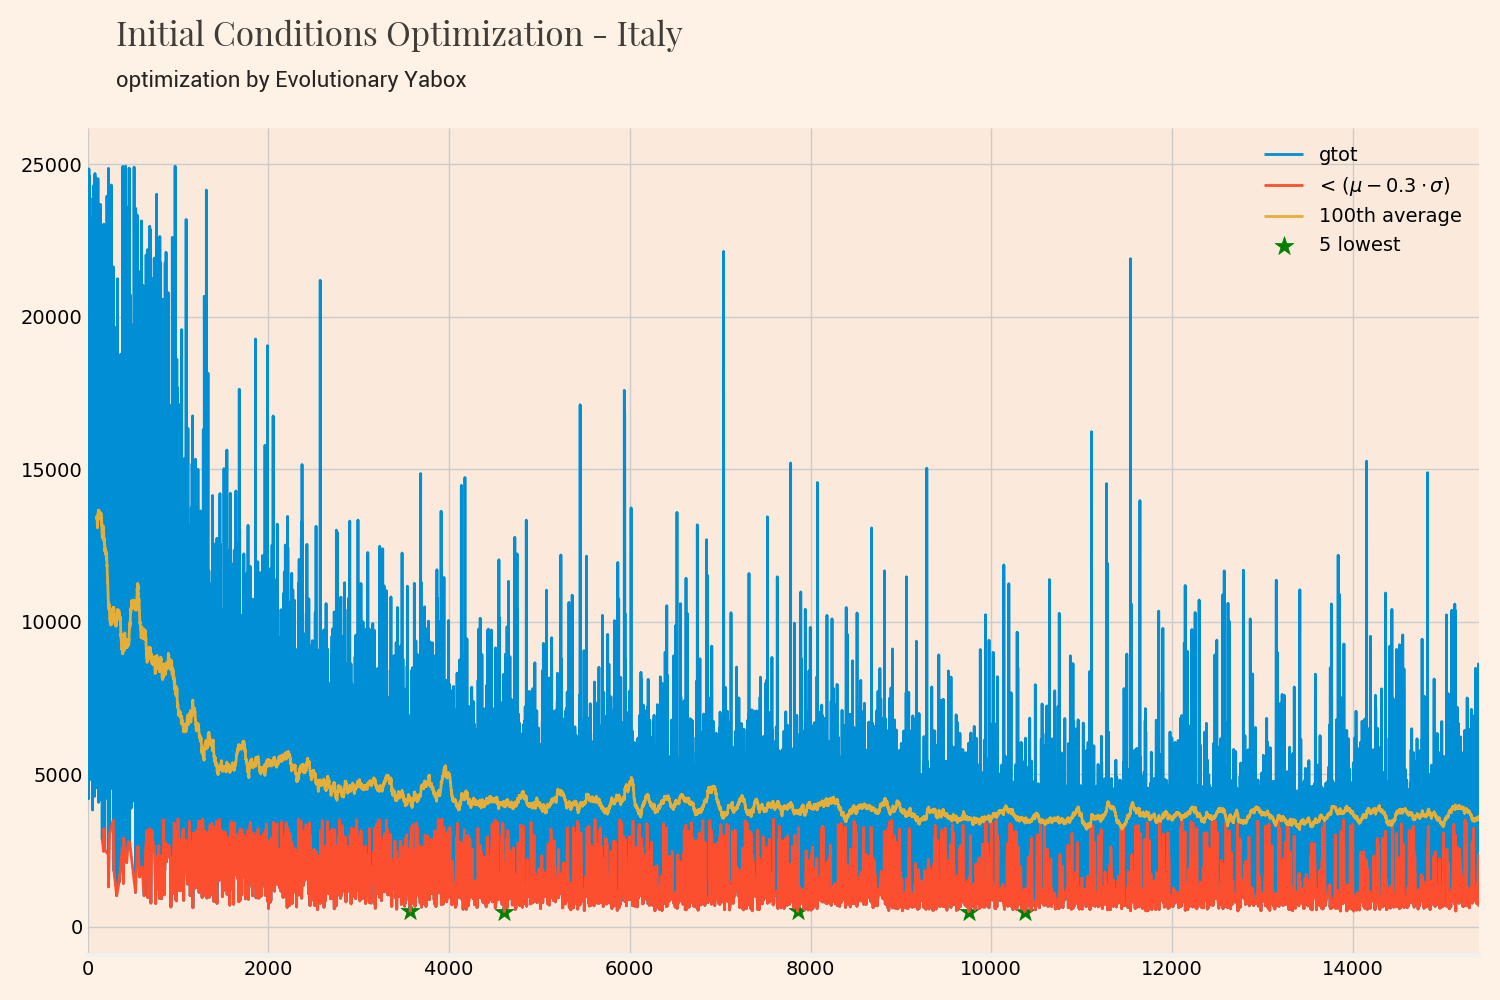 Initial Conditions Optimization - Italy
optimization by Evolutionary Yabox
gtot
< (μ − 0.3 · σ)
100th average
5 lowest
25000
20000
15000
10000
5000
0
0 2000 4000 6000 8000 10000 12000 14000